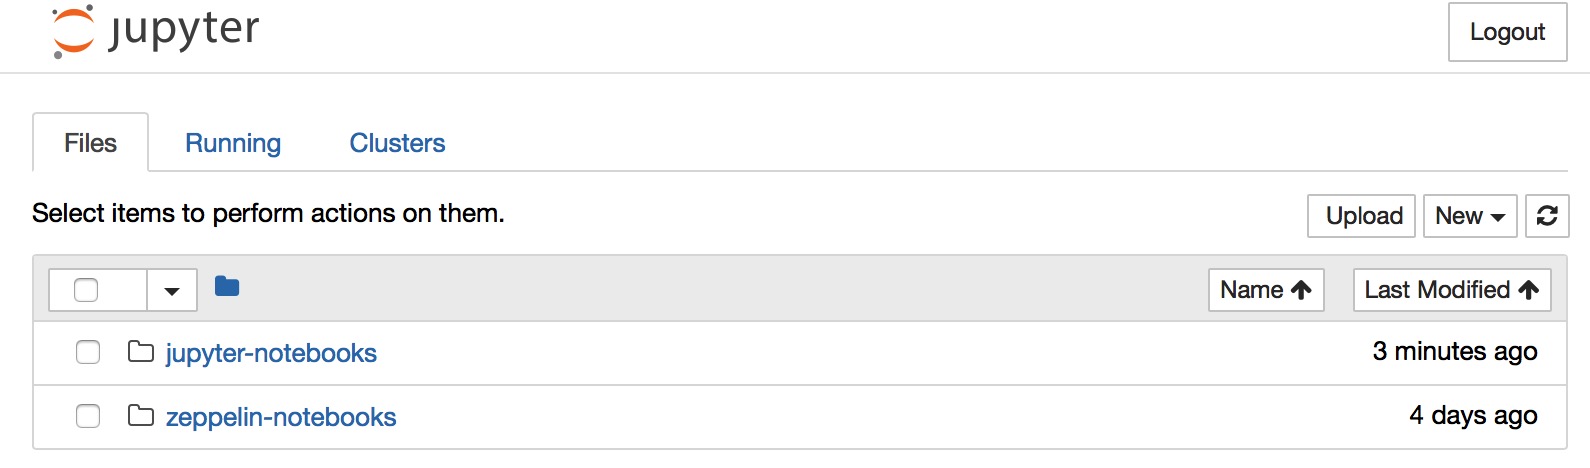 jupyter
Logout
Files Running Clusters
Select items to perform actions on them.
Upload New
Name Last Modified
jupyter-notebooks 3 minutes ago
zeppelin-notebooks 4 days ago